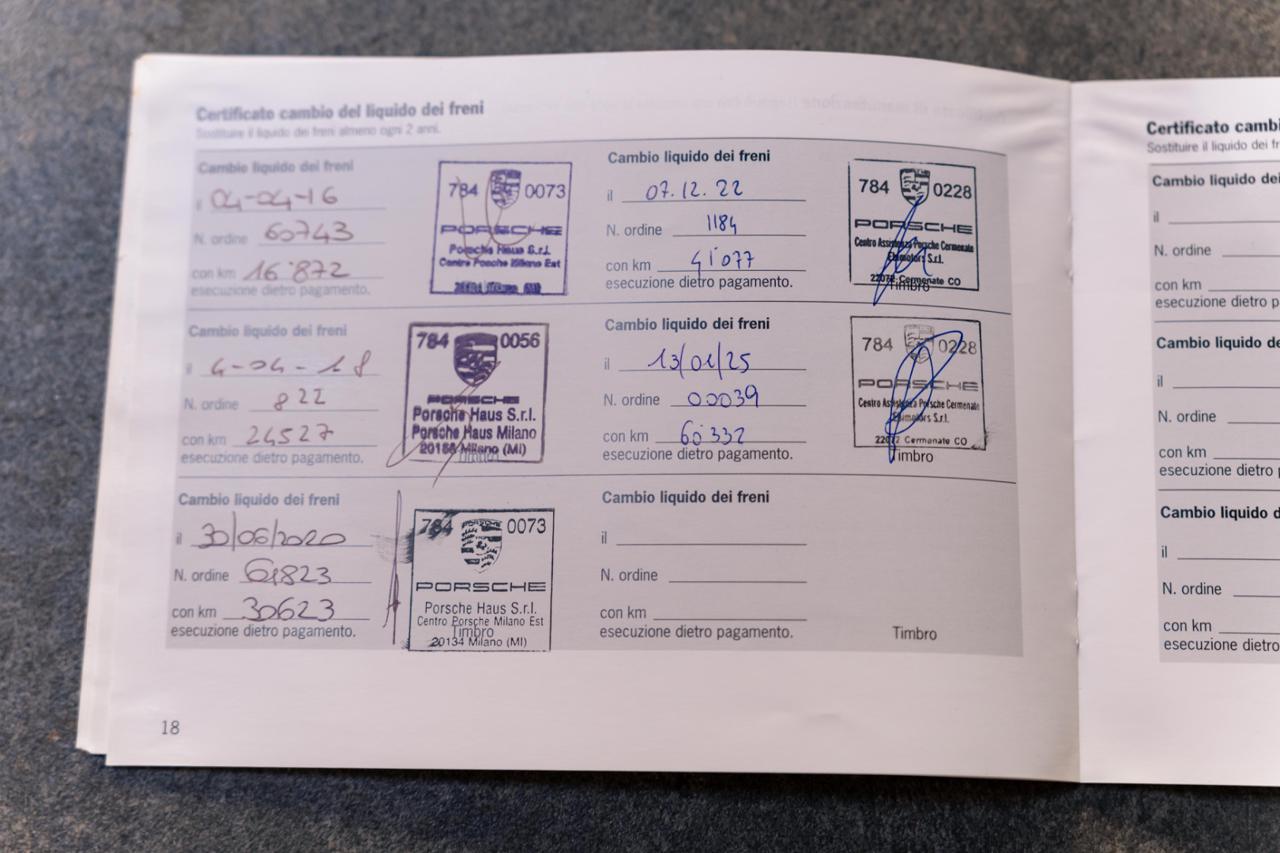 Certificato cambio del liquido dei freni
Sostituire il liquido dei freni almeno ogni 2 anni.
Cambio liquido dei freni
il 04-04-16
N. ordine 60743
con km 16'872
esecuzione dietro pagamento.
784 0073
PORSCHE
Porsche Haus S.r.l.
Centro Porsche Milano Est
Cambio liquido dei freni
il 4-04-18
N. ordine 822
con km 24527
esecuzione dietro pagamento.
784 0056
PORSCHE
Porsche Haus S.r.l.
Porsche Haus Milano
Milano (MI)
Timbro
Cambio liquido dei freni
il 30/06/2020
N. ordine 61823
con km 30623
esecuzione dietro pagamento.
784 0073
PORSCHE
Porsche Haus S.r.l.
Centro Porsche Milano Est
Timbro
20134 Milano (MI)
Cambio liquido dei freni
il 07.12.22
N. ordine 1184
con km 41'077
esecuzione dietro pagamento.
784 0228
PORSCHE
Centro Assistenza Porsche Cermenate
S.r.l.
22072 Cermenate CO
Timbro
Cambio liquido dei freni
il 13/01/25
N. ordine 00039
con km 60'332
esecuzione dietro pagamento.
784 0228
PORSCHE
Centro Assistenza Porsche Cermenate
S.r.l.
22072 Cermenate CO
Timbro
Cambio liquido dei freni
il
N. ordine
con km
esecuzione dietro pagamento.
Timbro
18
Certificato cambi
Sostituire il liquido dei fr
Cambio liquido dei
il
N. ordine
con km
esecuzione dietro p
Cambio liquido de
il
N. ordine
con km
esecuzione dietro p
Cambio liquido d
il
N. ordine
con km
esecuzione dietro